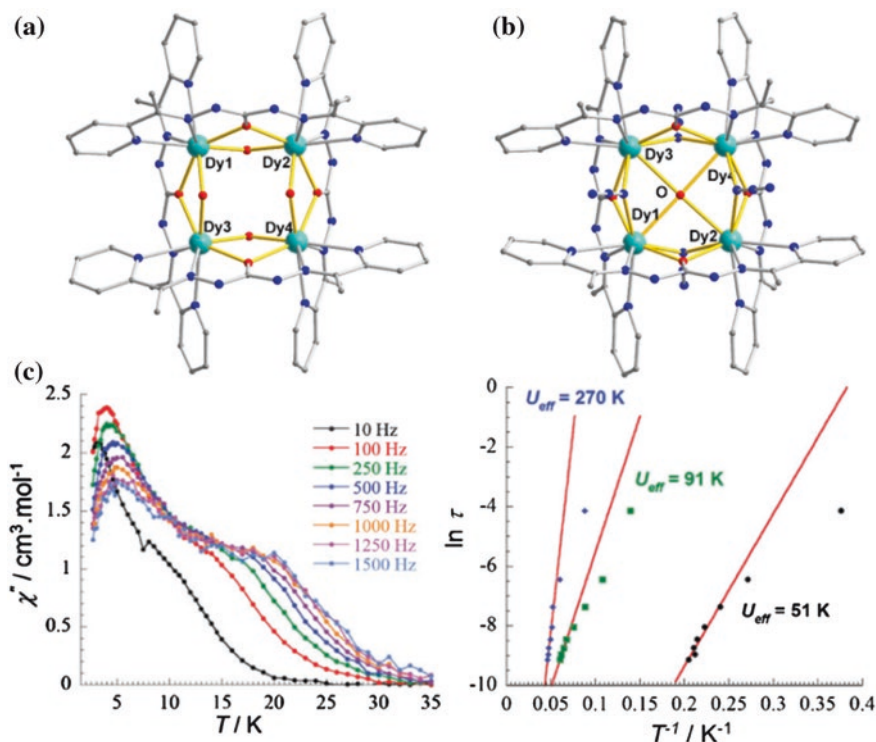 (a)
Dy1 Dy2
Dy3 Dy4
(b)
Dy3 Dy4
O
Dy1 Dy2
(c)
χ" / cm³.mol⁻¹
2.5
2
1.5
1
0.5
0
5 10 15 20 25 30 35
T / K
10 Hz
100 Hz
250 Hz
500 Hz
750 Hz
1000 Hz
1250 Hz
1500 Hz
ln τ
0
-2
-4
-6
-8
-10
0 0.05 0.1 0.15 0.2 0.25 0.3 0.35 0.4
T⁻¹ / K⁻¹
U_eff = 270 K
U_eff = 91 K
U_eff = 51 K